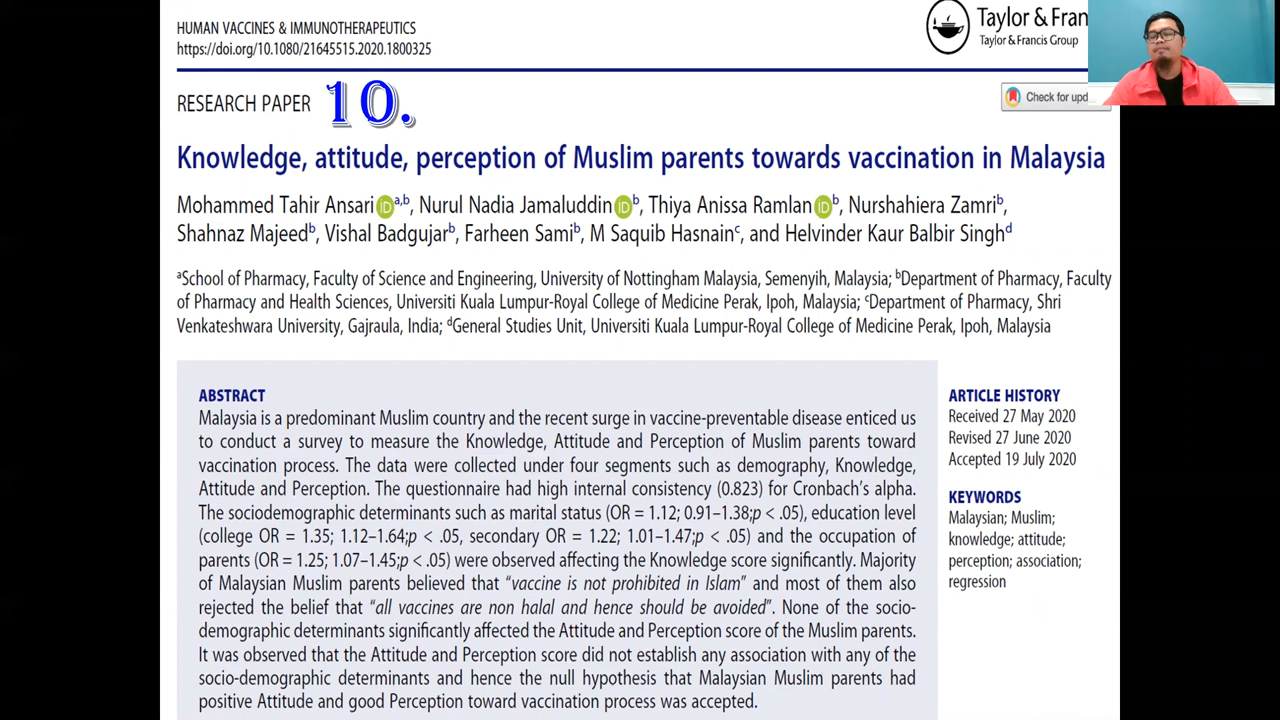 HUMAN VACCINES & IMMUNOTHERAPEUTICS
https://doi.org/10.1080/21645515.2020.1800325
Taylor & Fran
Taylor & Francis Group
RESEARCH PAPER 10.
Check for upd
Knowledge, attitude, perception of Muslim parents towards vaccination in Malaysia
Mohammed Tahir Ansari iD a,b, Nurul Nadia Jamaluddin iD b, Thiya Anissa Ramlan iD b, Nurshahiera Zamri b,
Shahnaz Majeed b, Vishal Badgujar b, Farheen Sami b, M Saquib Hasnain c, and Helvinder Kaur Balbir Singh d
a School of Pharmacy, Faculty of Science and Engineering, University of Nottingham Malaysia, Semenyih, Malaysia; b Department of Pharmacy, Faculty
of Pharmacy and Health Sciences, Universiti Kuala Lumpur-Royal College of Medicine Perak, Ipoh, Malaysia; c Department of Pharmacy, Shri
Venkateshwara University, Gajraula, India; d General Studies Unit, Universiti Kuala Lumpur-Royal College of Medicine Perak, Ipoh, Malaysia
ABSTRACT
Malaysia is a predominant Muslim country and the recent surge in vaccine-preventable disease enticed us
to conduct a survey to measure the Knowledge, Attitude and Perception of Muslim parents toward
vaccination process. The data were collected under four segments such as demography, Knowledge,
Attitude and Perception. The questionnaire had high internal consistency (0.823) for Cronbach's alpha.
The sociodemographic determinants such as marital status (OR = 1.12; 0.91–1.38;p < .05), education level
(college OR = 1.35; 1.12–1.64;p < .05, secondary OR = 1.22; 1.01–1.47;p < .05) and the occupation of
parents (OR = 1.25; 1.07–1.45;p < .05) were observed affecting the Knowledge score significantly. Majority
of Malaysian Muslim parents believed that "vaccine is not prohibited in Islam" and most of them also
rejected the belief that "all vaccines are non halal and hence should be avoided". None of the socio-
demographic determinants significantly affected the Attitude and Perception score of the Muslim parents.
It was observed that the Attitude and Perception score did not establish any association with any of the
socio-demographic determinants and hence the null hypothesis that Malaysian Muslim parents had
positive Attitude and good Perception toward vaccination process was accepted.
ARTICLE HISTORY
Received 27 May 2020
Revised 27 June 2020
Accepted 19 July 2020
KEYWORDS
Malaysian; Muslim;
knowledge; attitude;
perception; association;
regression